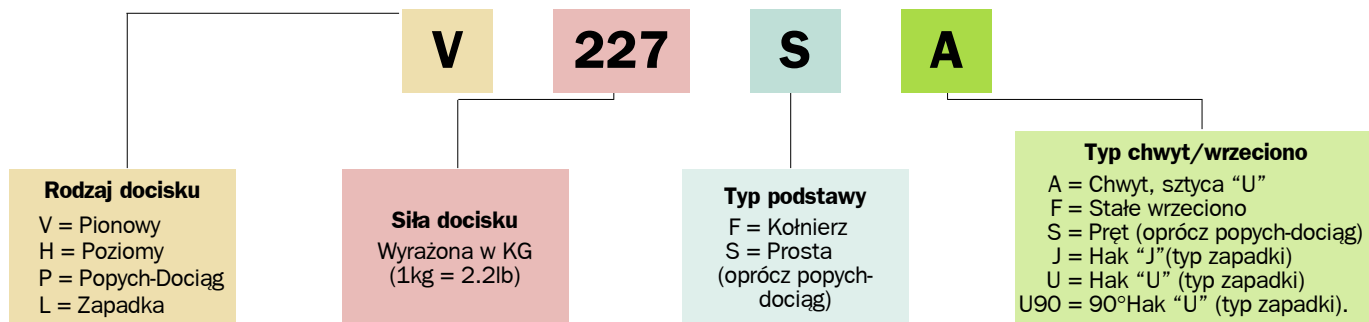 V 227 S A
Rodzaj docisku
V = Pionowy
H = Poziomy
P = Popych-Dociąg
L = Zapadka
Siła docisku
Wyrażona w KG
(1kg = 2.2lb)
Typ podstawy
F = Kołnierz
S = Prosta
(oprócz popych-
dociąg)
Typ chwyt/wrzeciono
A = Chwyt, sztyca “U”
F = Stałe wrzeciono
S = Pręt (oprócz popych-dociąg)
J = Hak “J”(typ zapadki)
U = Hak “U” (typ zapadki)
U90 = 90°Hak “U” (typ zapadki).